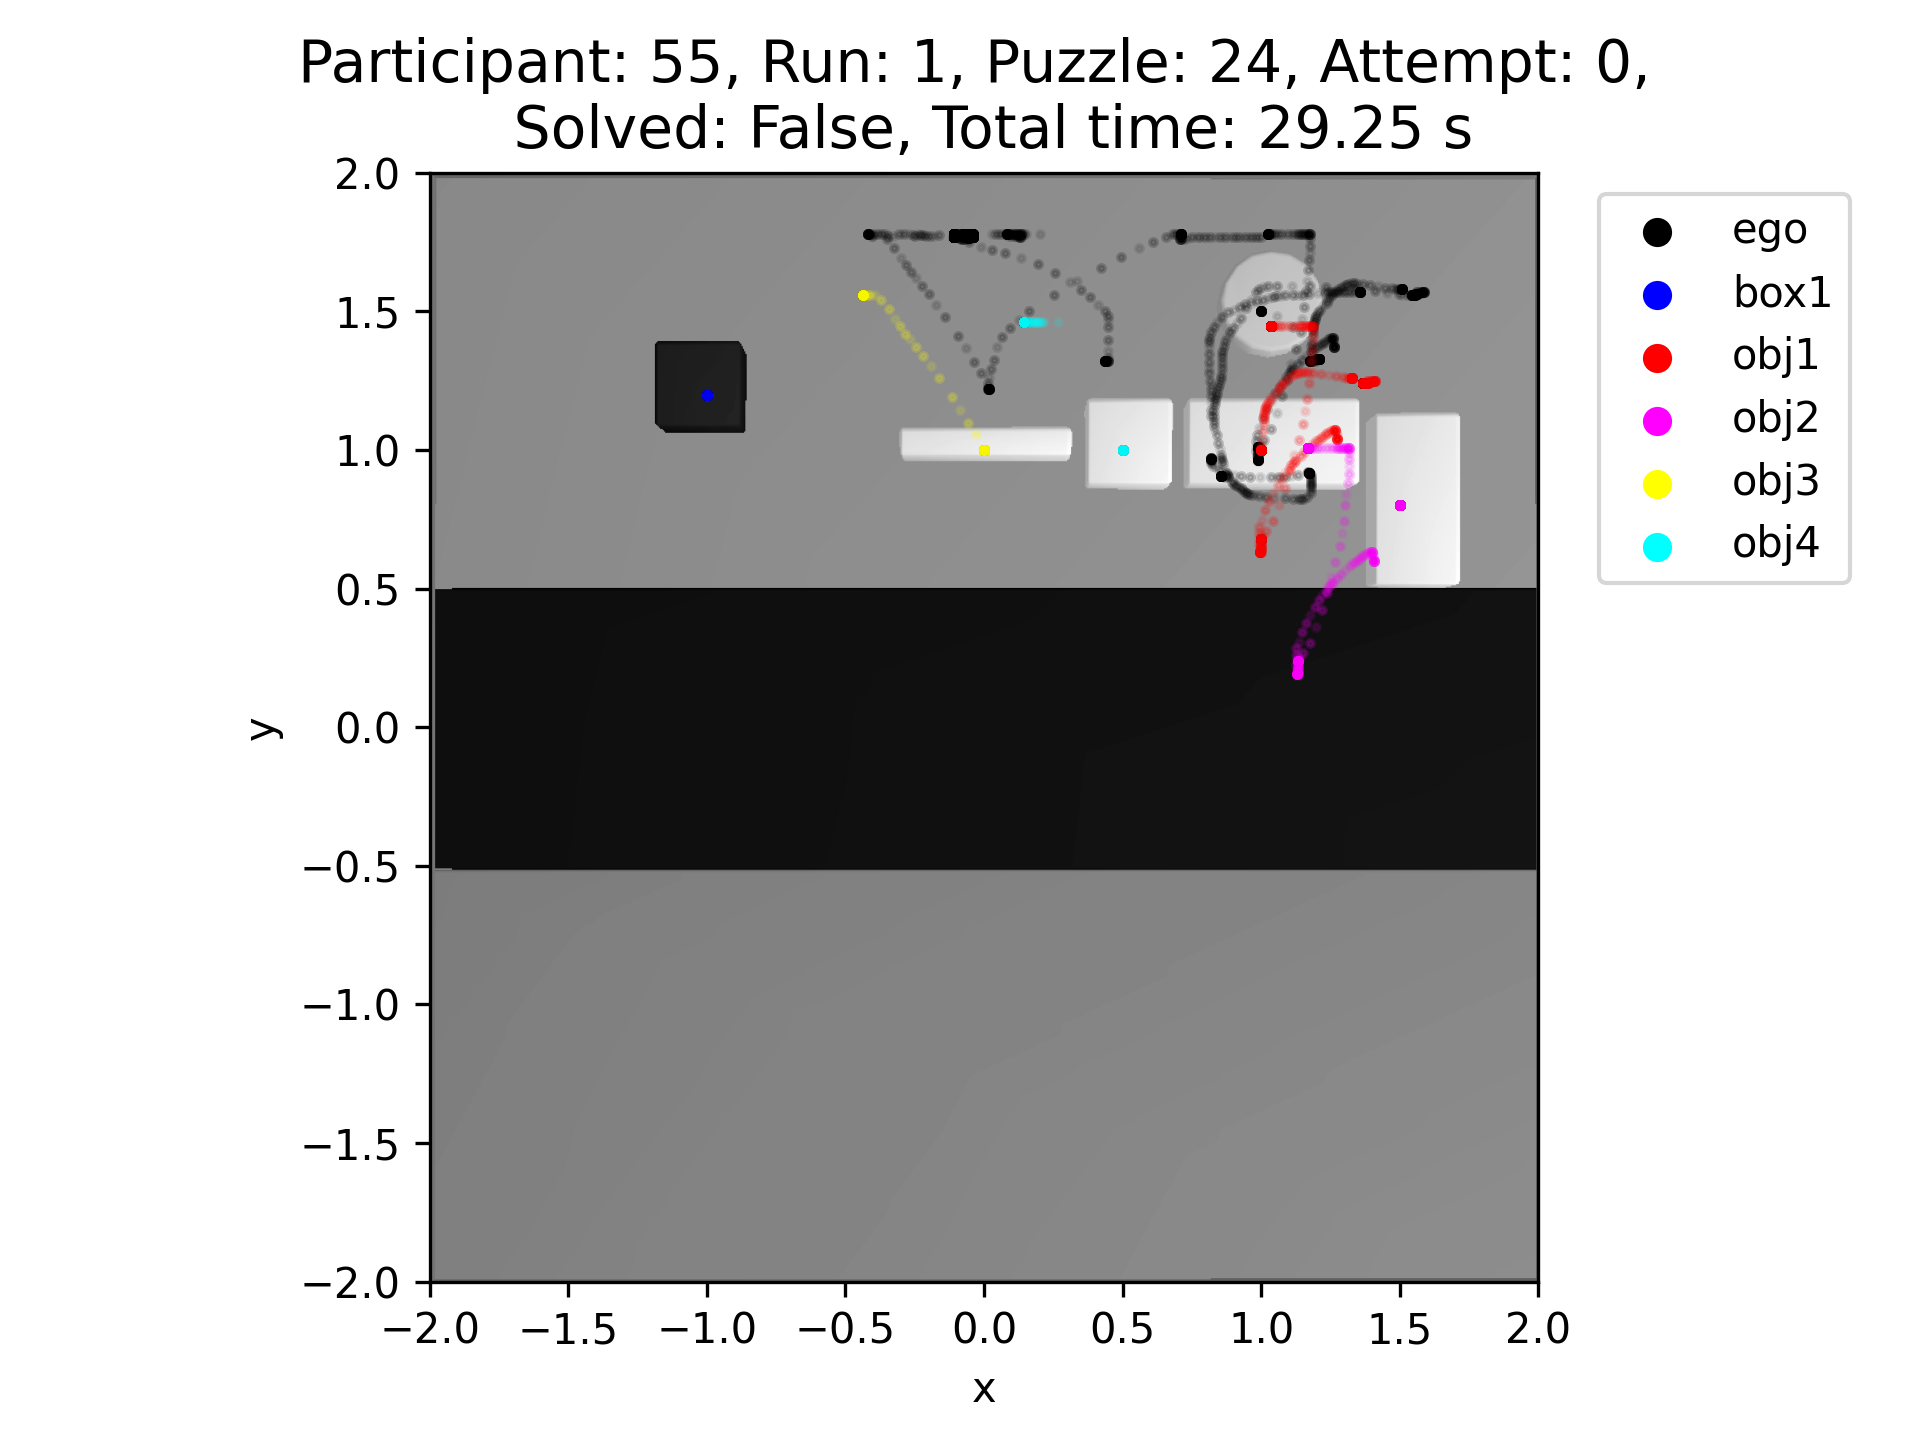 Participant: 55, Run: 1, Puzzle: 24, Attempt: 0,
Solved: False, Total time: 29.25 s
2.0
1.5
1.0
0.5
0.0
−0.5
−1.0
−1.5
−2.0
y
−2.0 −1.5 −1.0 −0.5 0.0 0.5 1.0 1.5 2.0
x
ego
box1
obj1
obj2
obj3
obj4